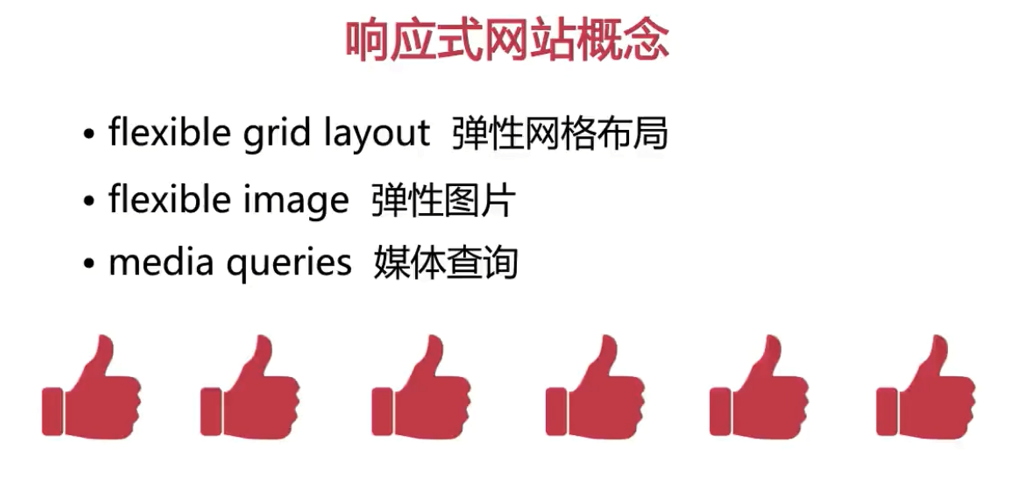 响应式网站概念
• flexible grid layout 弹性网格布局
• flexible image 弹性图片
• media queries 媒体查询